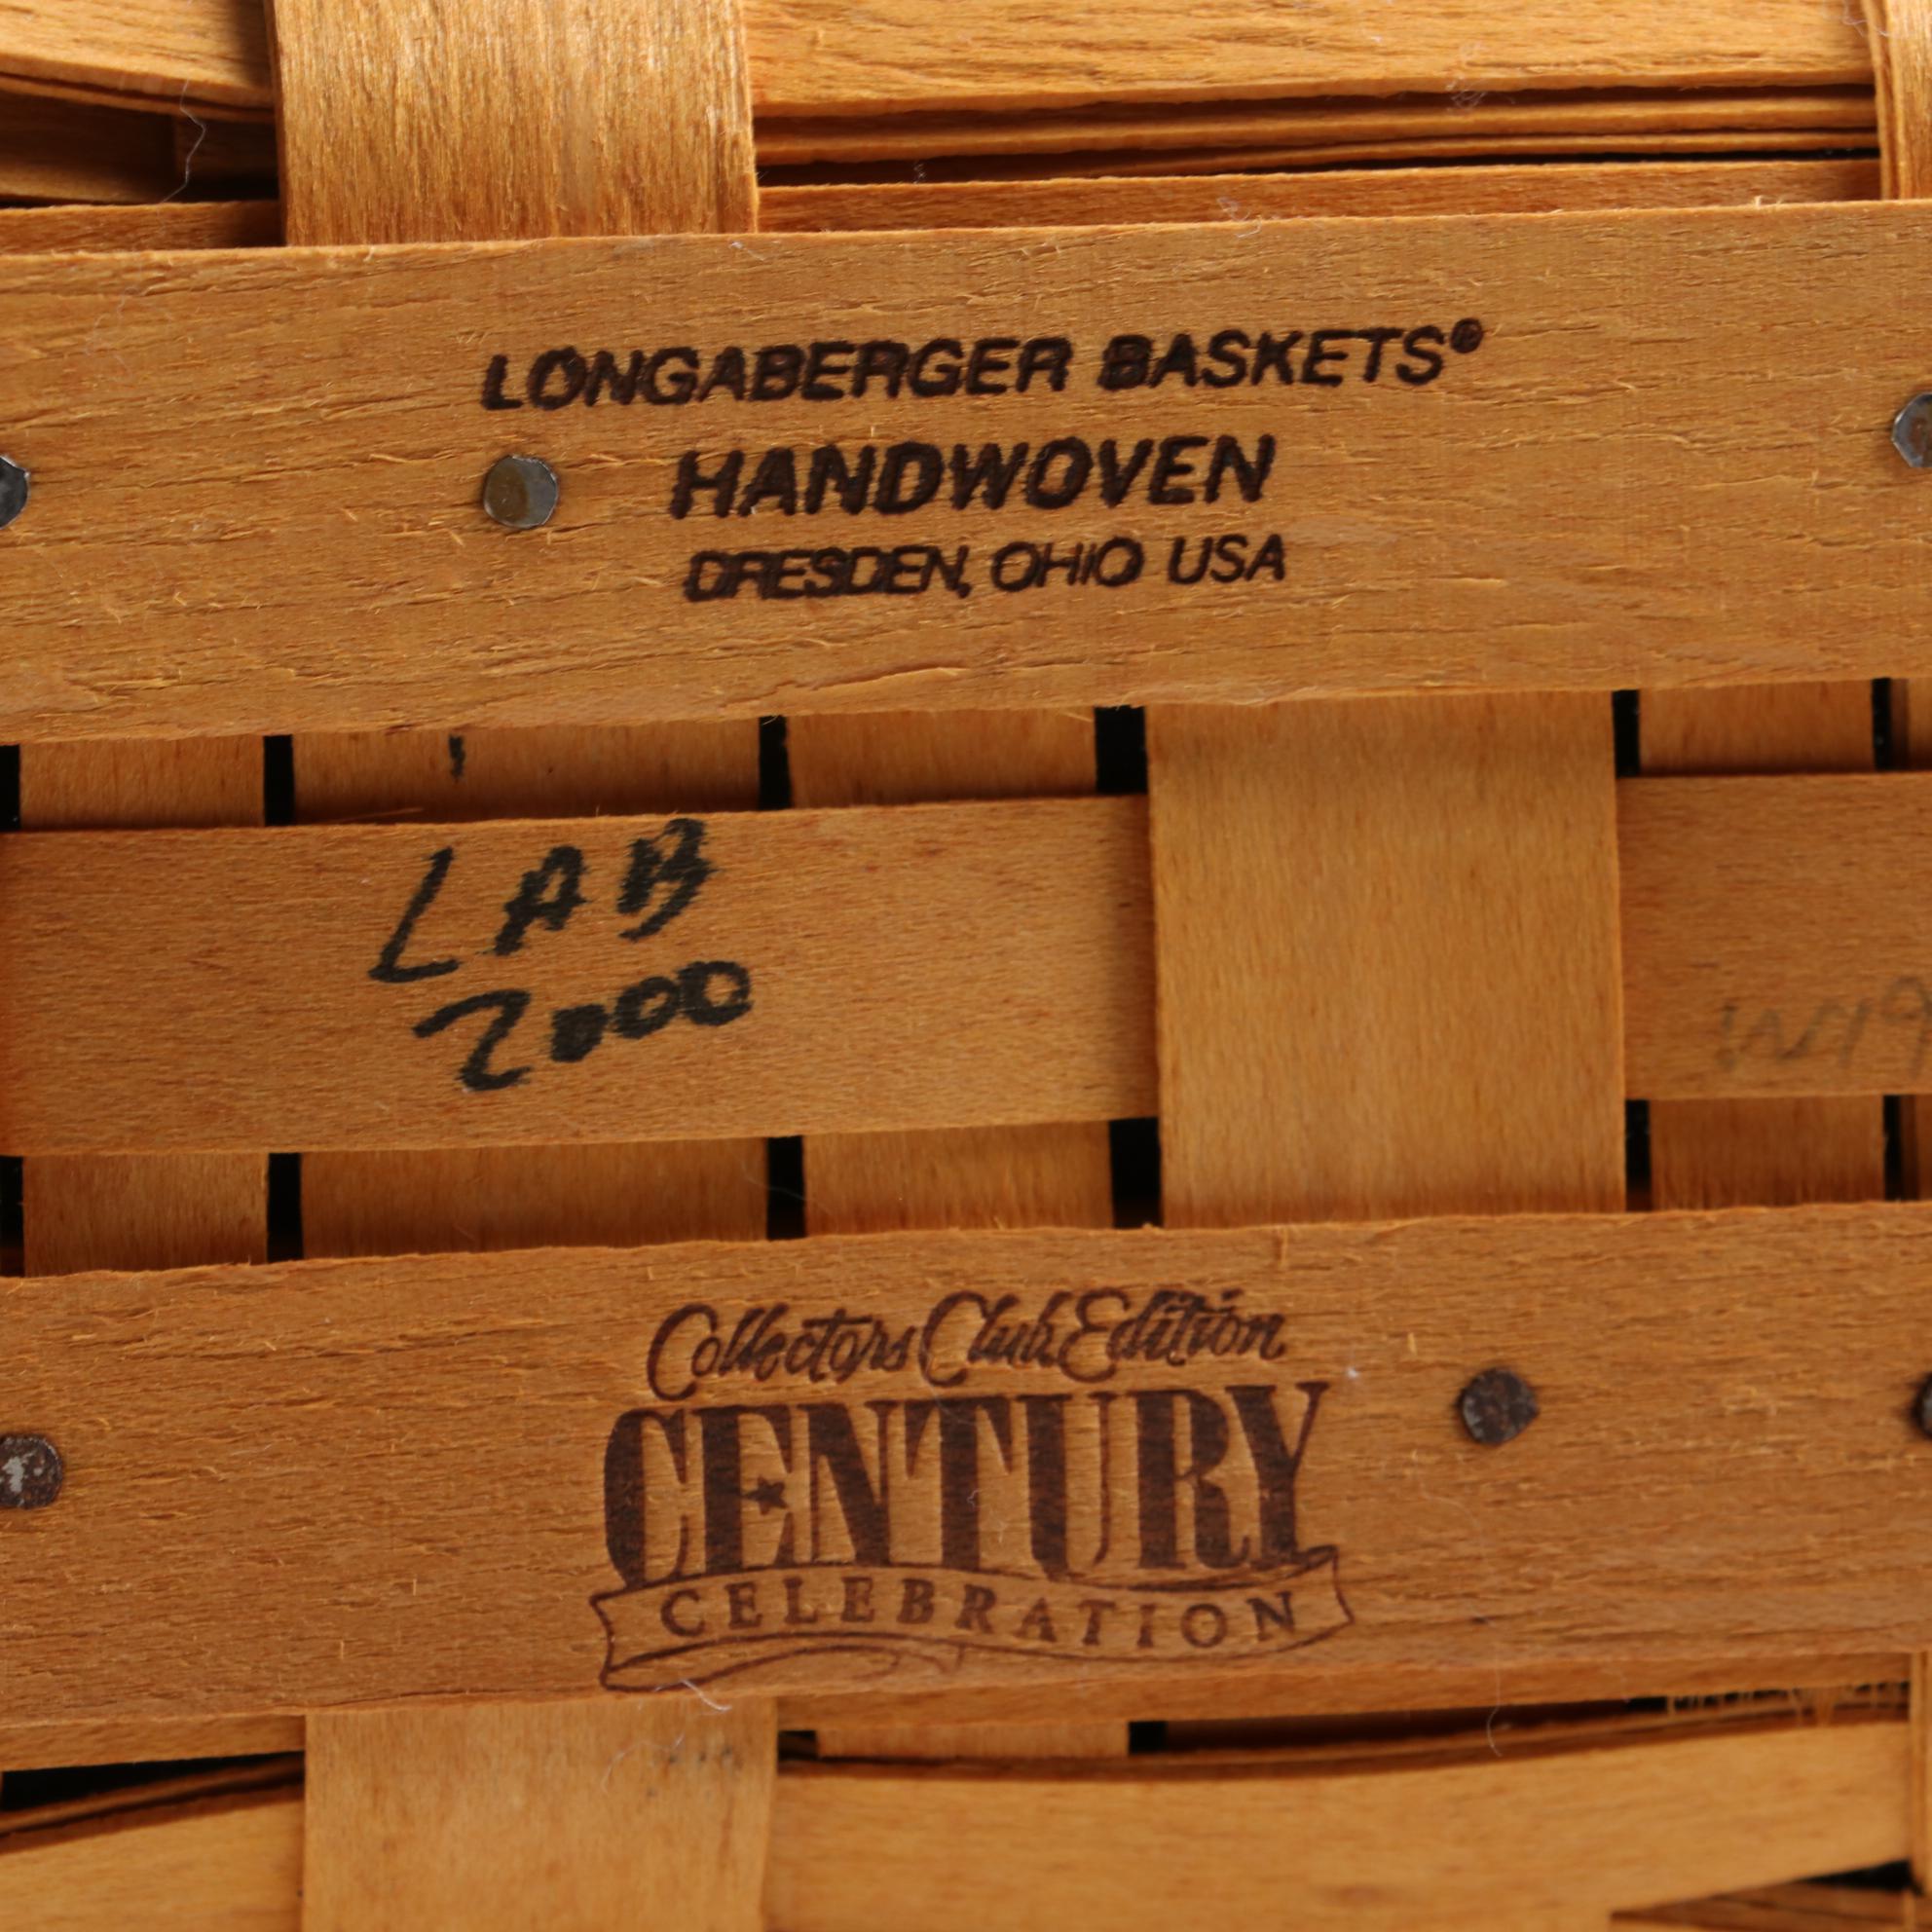 LONGABERGER BASKETS®
HANDWOVEN
DRESDEN, OHIO USA
LAB
2000
Collectors Club Edition
CENTURY
CELEBRATION